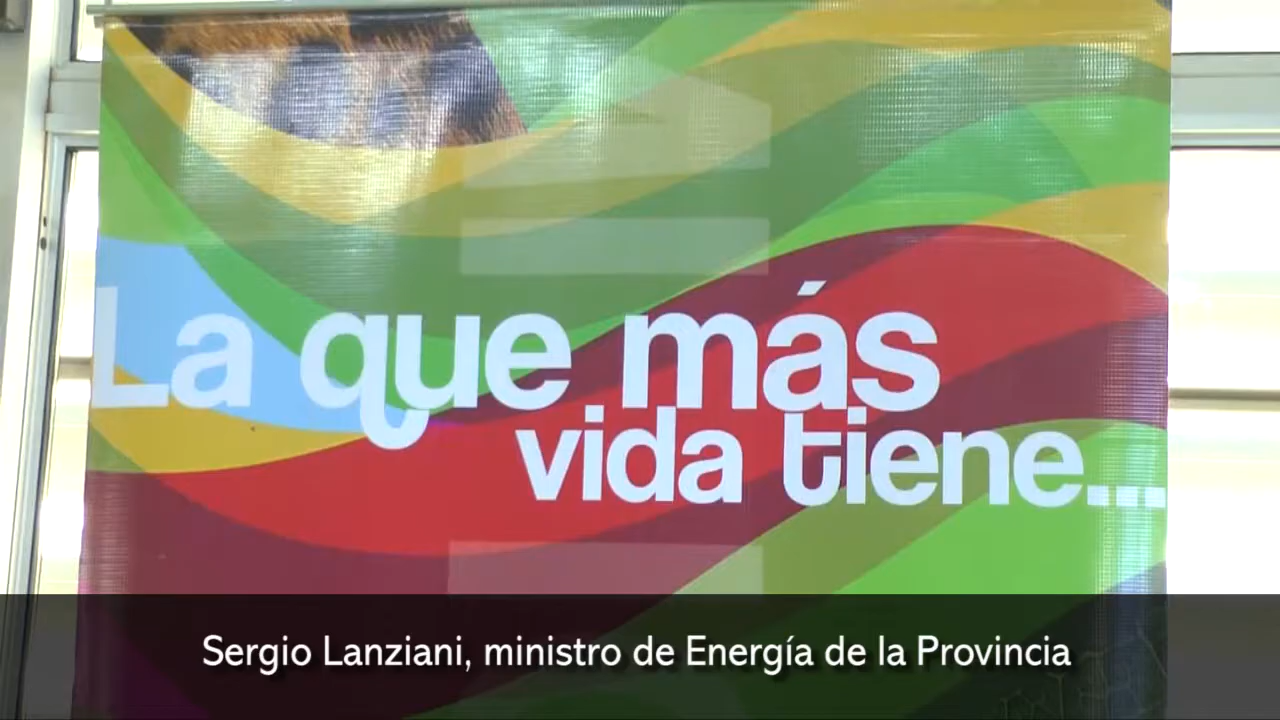 La que más
vida tiene...
Sergio Lanziani, ministro de Energía de la Provincia